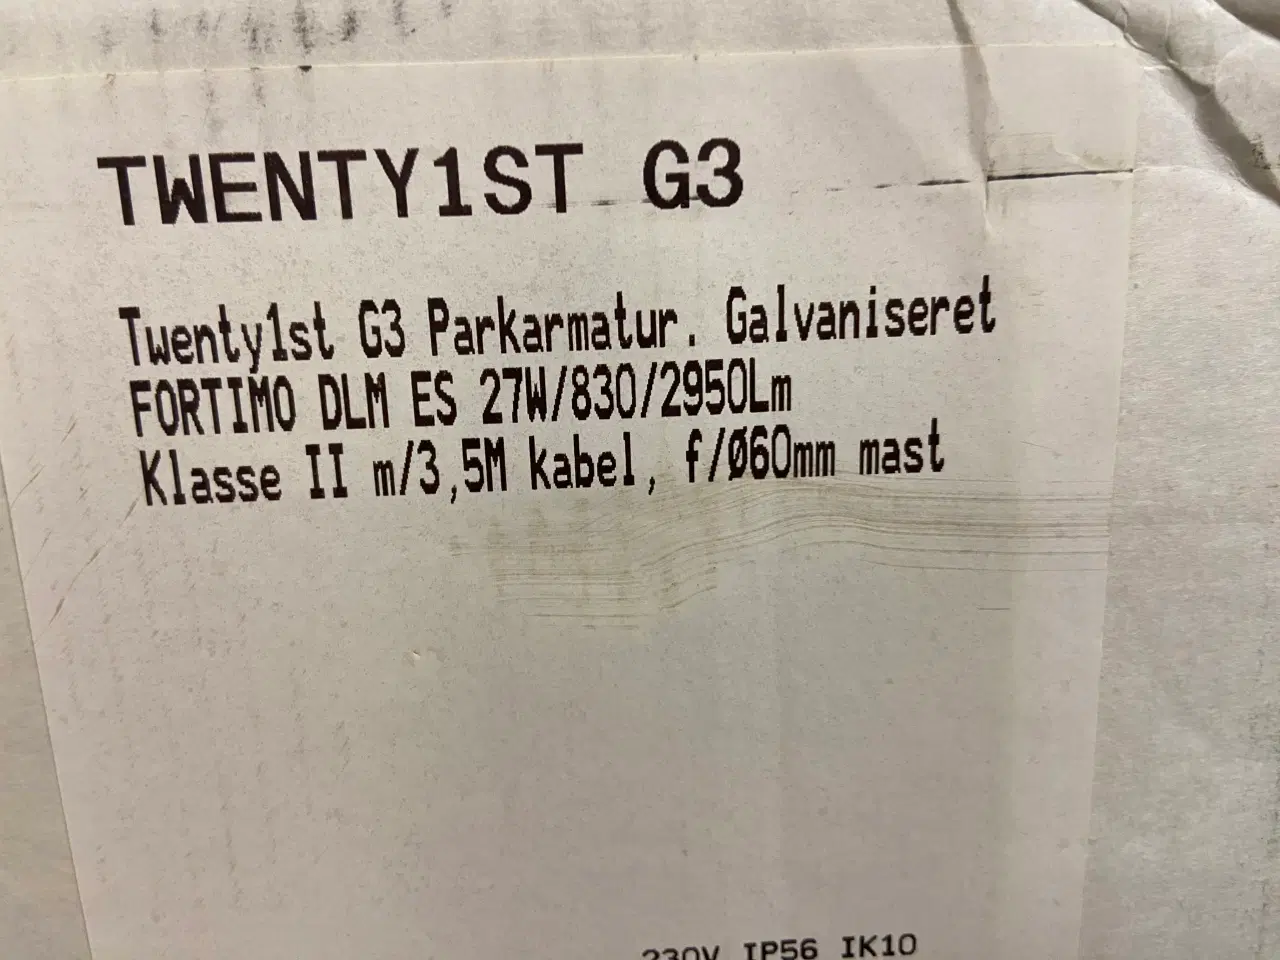 TWENTY1ST G3
Twenty1st G3 Parkarmatur. Galvaniseret
FORTIMO DLM ES 27W/830/2950Lm
Klasse II m/3,5M kabel, f/Ø60mm mast
230V IP56 IK10